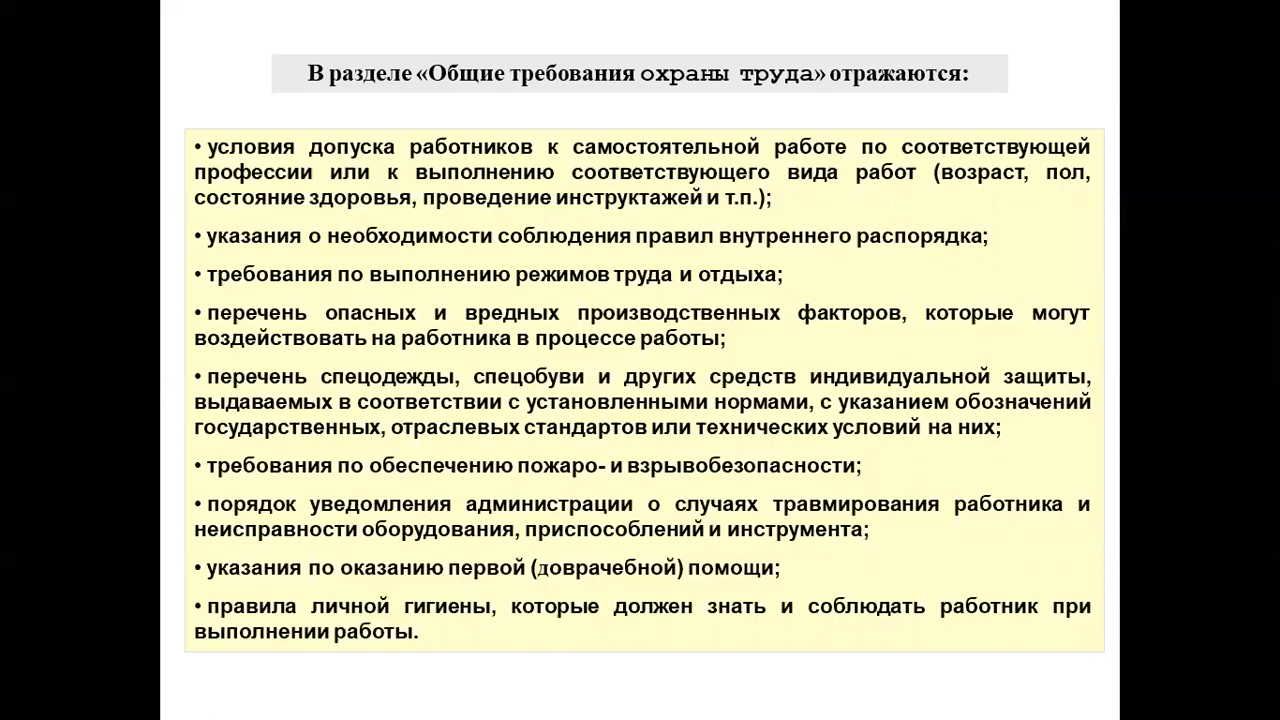 В разделе «Общие требования охраны труда» отражаются:
• условия допуска работников к самостоятельной работе по соответствующей
профессии или к выполнению соответствующего вида работ (возраст, пол,
состояние здоровья, проведение инструктажей и т.п.);
• указания о необходимости соблюдения правил внутреннего распорядка;
• требования по выполнению режимов труда и отдыха;
• перечень опасных и вредных производственных факторов, которые могут
воздействовать на работника в процессе работы;
• перечень спецодежды, спецобуви и других средств индивидуальной защиты,
выдаваемых в соответствии с установленными нормами, с указанием обозначений
государственных, отраслевых стандартов или технических условий на них;
• требования по обеспечению пожаро- и взрывобезопасности;
• порядок уведомления администрации о случаях травмирования работника и
неисправности оборудования, приспособлений и инструмента;
• указания по оказанию первой (доврачебной) помощи;
• правила личной гигиены, которые должен знать и соблюдать работник при
выполнении работы.